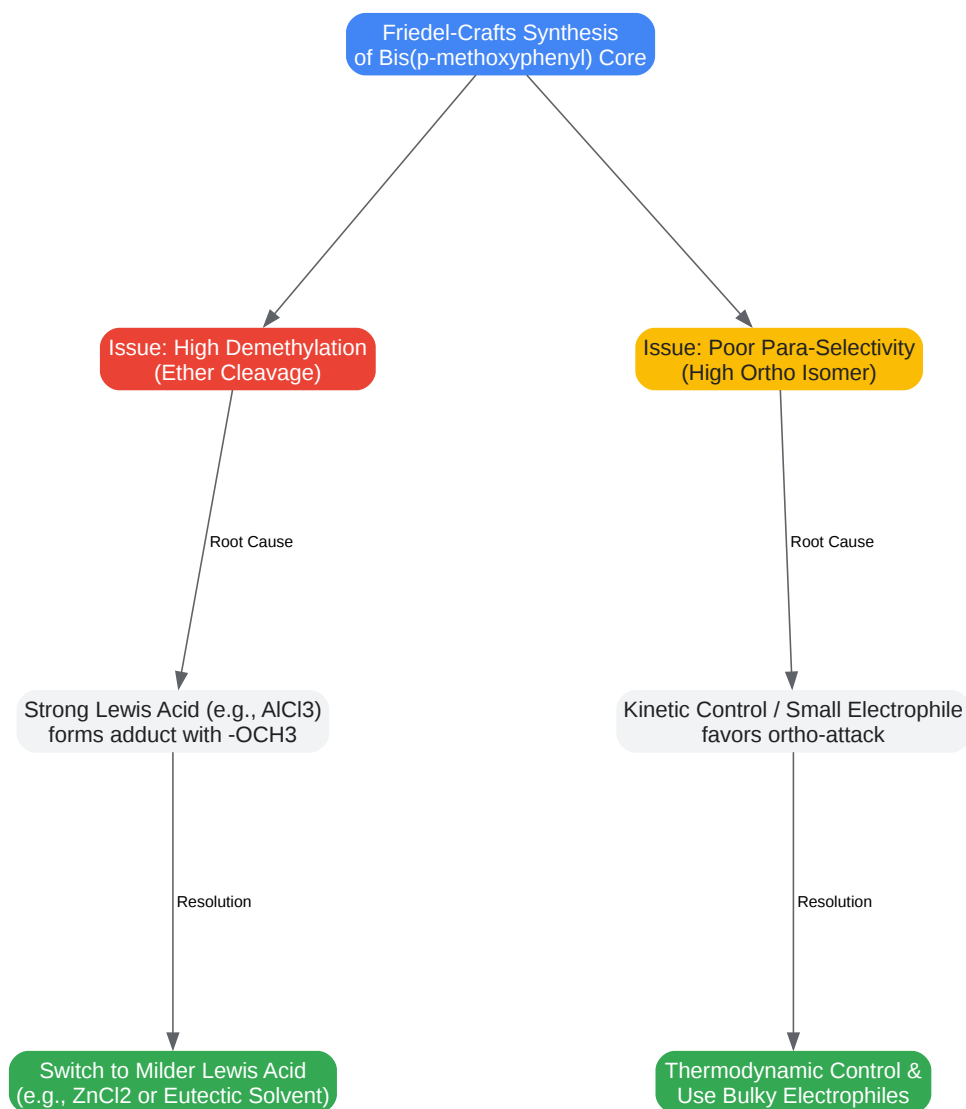 Friedel-Crafts Synthesis
of Bis(p-methoxyphenyl) Core
Issue: High Demethylation
(Ether Cleavage)
Issue: Poor Para-Selectivity
(High Ortho Isomer)
Root Cause
Root Cause
Strong Lewis Acid (e.g., AlCl3)
forms adduct with -OCH3
Kinetic Control / Small Electrophile
favors ortho-attack
Resolution
Resolution
Switch to Milder Lewis Acid
(e.g., ZnCl2 or Eutectic Solvent)
Thermodynamic Control &
Use Bulky Electrophiles